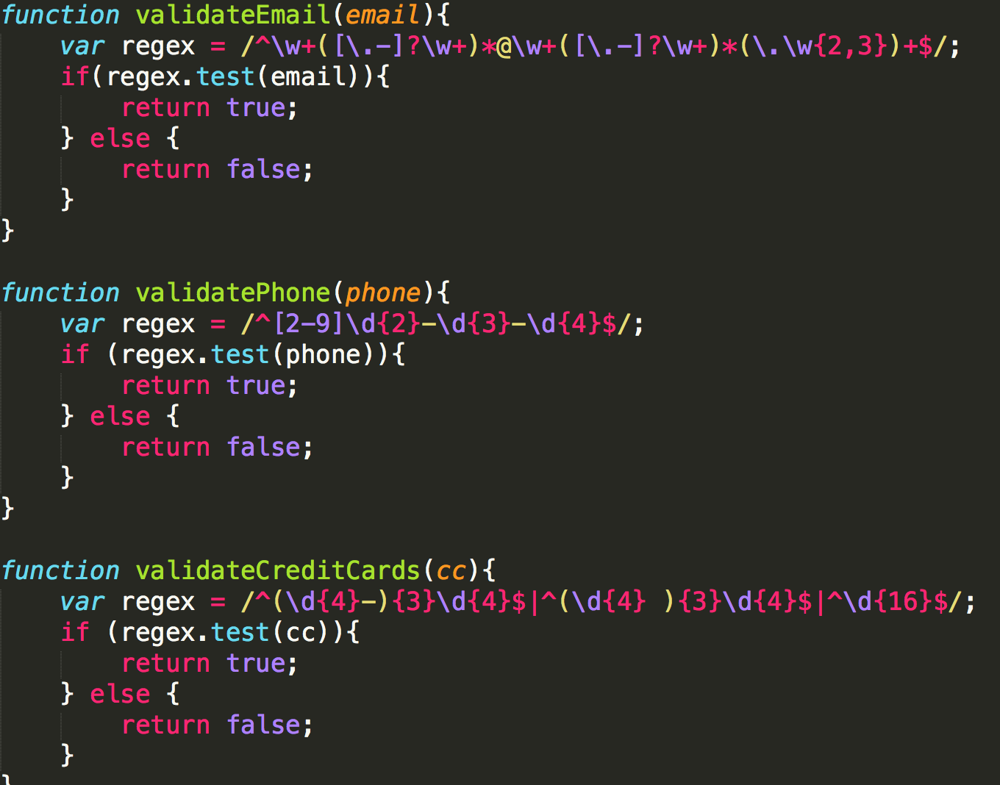 function validateEmail(email){
    var regex = /^\w+([\.-]?\w+)*@\w+([\.-]?\w+)*(\.\w{2,3})+$/;
    if(regex.test(email)){
        return true;
    } else {
        return false;
    }
}

function validatePhone(phone){
    var regex = /^[2-9]\d{2}-\d{3}-\d{4}$/;
    if (regex.test(phone)){
        return true;
    } else {
        return false;
    }
}

function validateCreditCards(cc){
    var regex = /^(\d{4}-){3}\d{4}$|^(\d{4} ){3}\d{4}$|^\d{16}$/;
    if (regex.test(cc)){
        return true;
    } else {
        return false;
    }
}